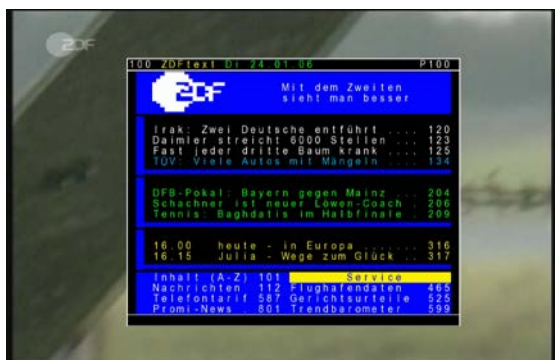 ZDF
100 ZDFtext Di 24.01.06 P100
ZDF
Mit dem Zweiten
sieht man besser
Irak: Zwei Deutsche entführt .... 120
Daimler streicht 6000 Stellen ... 123
Fast jeder dritte Baum krank .... 125
TÜV: Viele Autos mit Mängeln .... 134
DFB-Pokal: Bayern gegen Mainz ... 204
Schachner ist neuer Löwen-Coach . 206
Tennis: Baghdatis im Halbfinale . 209
16.00 heute - in Europa ....... 316
16.15 Julia - Wege zum Glück .. 317
Inhalt (A-Z) 101 Service
Nachrichten 112 Flughafendaten 465
Telefontarif 587 Gerichtsurteile 525
Promi-News . 801 Trendbarometer 599